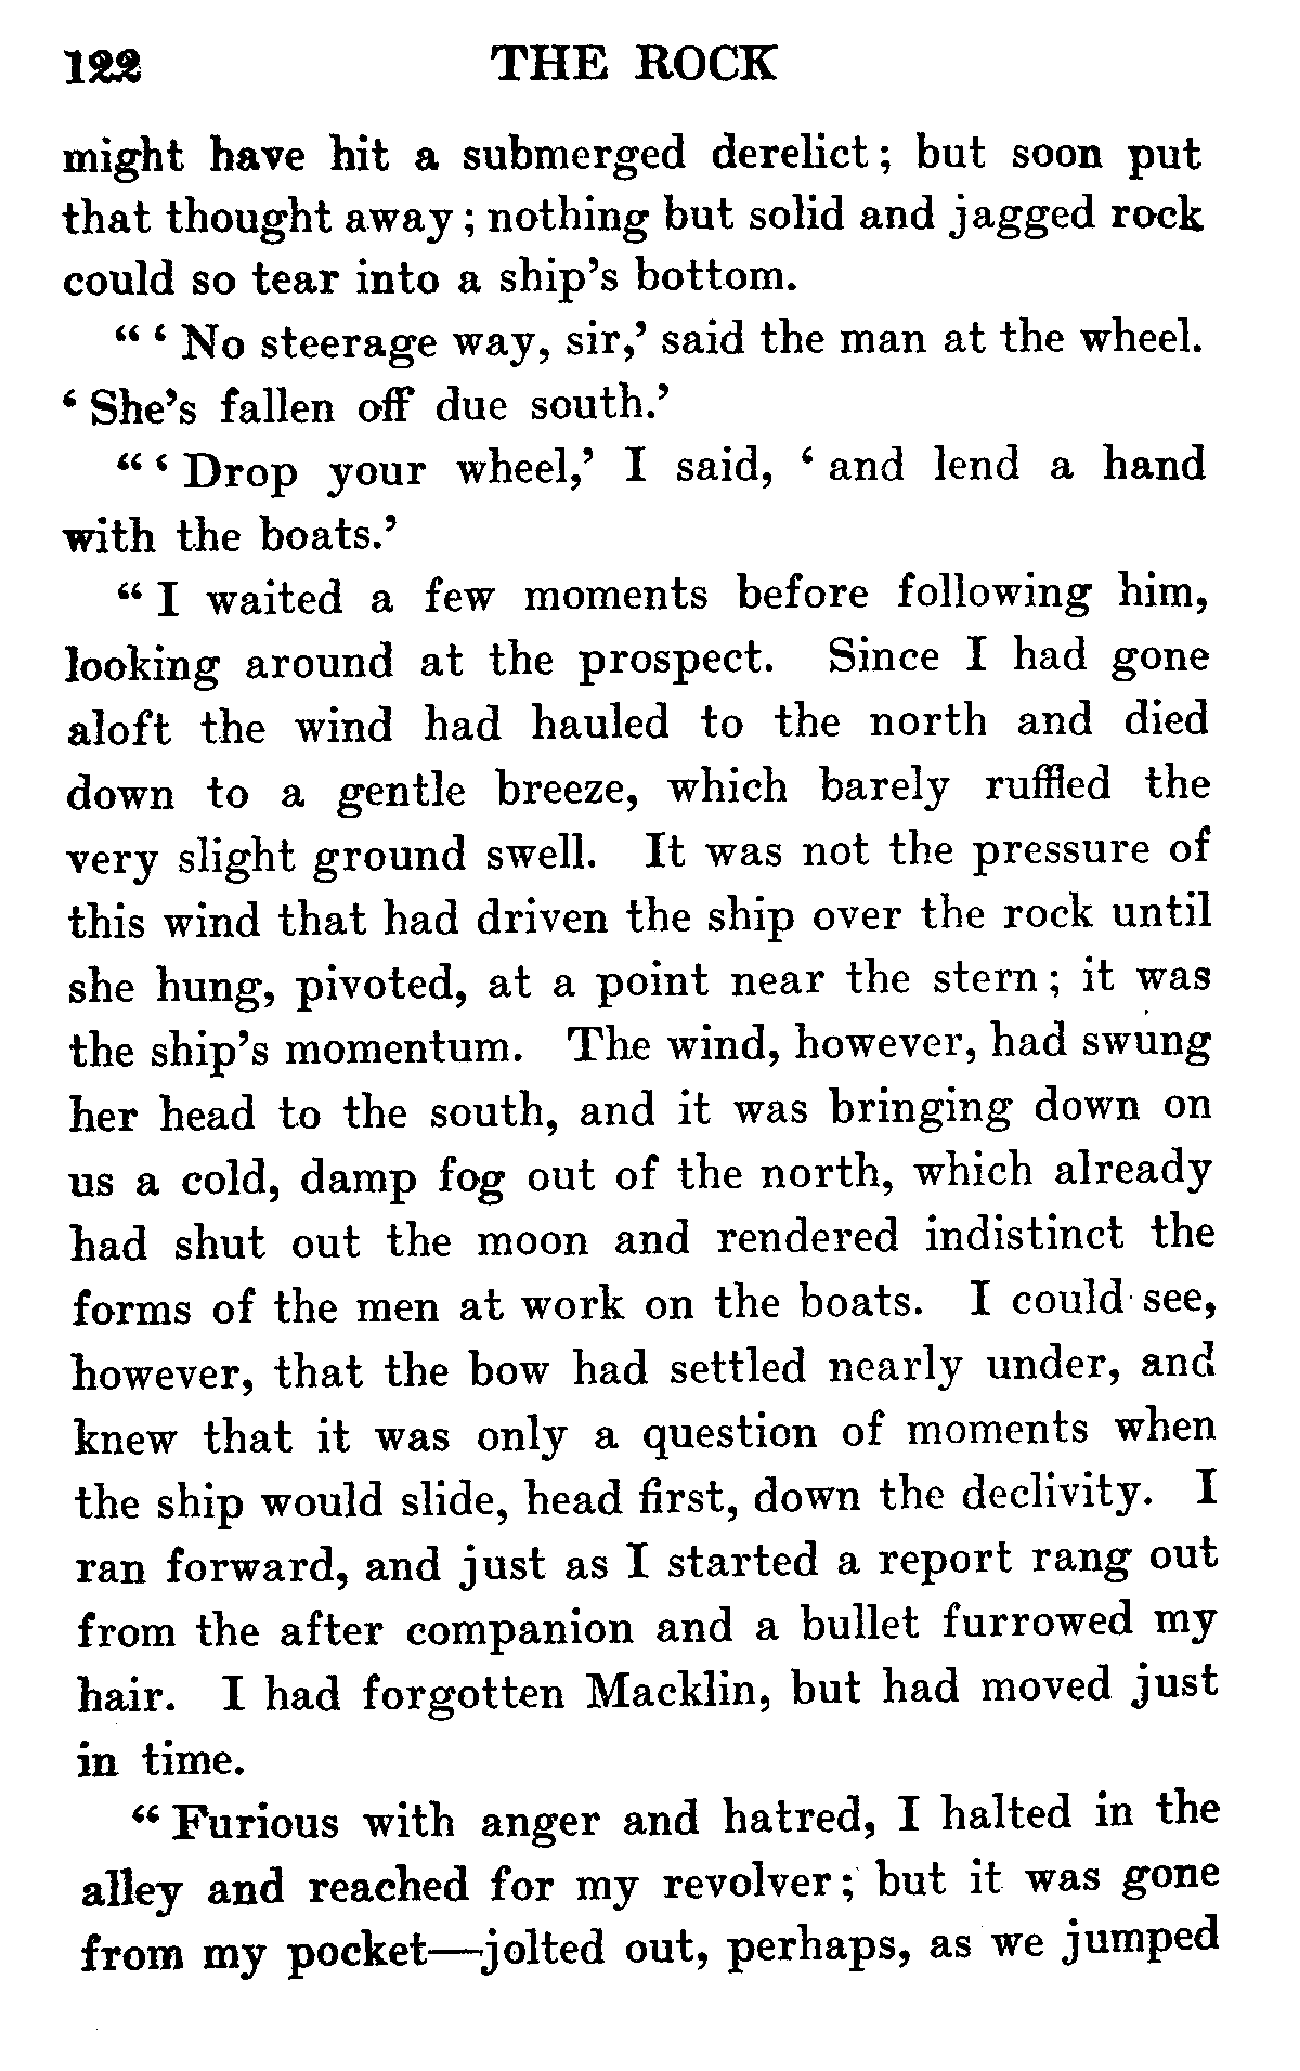 122 THE ROCK
might have hit a submerged derelict; but soon put
that thought away; nothing but solid and jagged rock
could so tear into a ship's bottom.
“ ‘ No steerage way, sir,’ said the man at the wheel.
‘ She's fallen off due south.’
“ ‘ Drop your wheel,’ I said, ‘ and lend a hand
with the boats.’
“ I waited a few moments before following him,
looking around at the prospect. Since I had gone
aloft the wind had hauled to the north and died
down to a gentle breeze, which barely ruffled the
very slight ground swell. It was not the pressure of
this wind that had driven the ship over the rock until
she hung, pivoted, at a point near the stern; it was
the ship's momentum. The wind, however, had swung
her head to the south, and it was bringing down on
us a cold, damp fog out of the north, which already
had shut out the moon and rendered indistinct the
forms of the men at work on the boats. I could see,
however, that the bow had settled nearly under, and
knew that it was only a question of moments when
the ship would slide, head first, down the declivity. I
ran forward, and just as I started a report rang out
from the after companion and a bullet furrowed my
hair. I had forgotten Macklin, but had moved just
in time.
“ Furious with anger and hatred, I halted in the
alley and reached for my revolver; but it was gone
from my pocket—jolted out, perhaps, as we jumped